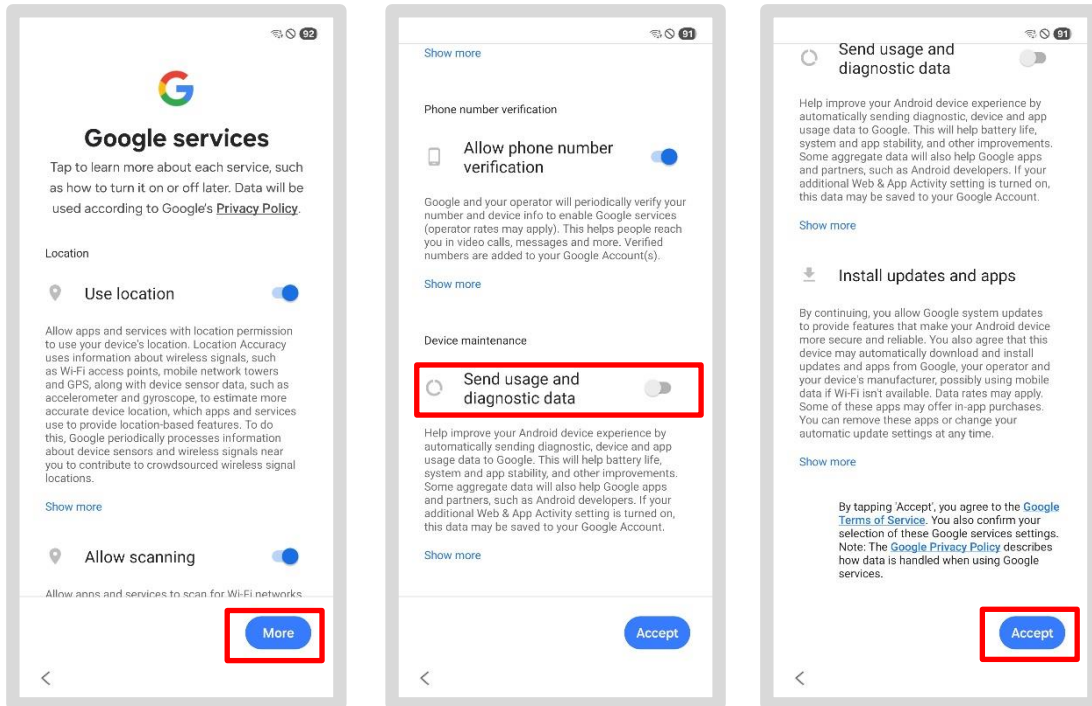 92
Google services
Tap to learn more about each service, such
as how to turn it on or off later. Data will be
used according to Google's Privacy Policy.
Location
Use location
Allow apps and services with location permission
to use your device's location. Location Accuracy
uses information about wireless signals, such
as Wi-Fi access points, mobile network towers
and GPS, along with device sensor data, such as
accelerometer and gyroscope, to estimate more
accurate device location, which apps and services
use to provide location-based features. To do
this, Google periodically processes information
about device sensors and wireless signals near
you to contribute to crowdsourced wireless signal
locations.
Show more
Allow scanning
Allow apps and services to scan for Wi-Fi networks
More
91
Show more
Phone number verification
Allow phone number
verification
Google and your operator will periodically verify your
number and device info to enable Google services
(operator rates may apply). This helps people reach
you in video calls, messages and more. Verified
numbers are added to your Google Account(s).
Show more
Device maintenance
Send usage and
diagnostic data
Help improve your Android device experience by
automatically sending diagnostic, device and app
usage data to Google. This will help battery life,
system and app stability, and other improvements.
Some aggregate data will also help Google apps
and partners, such as Android developers. If your
additional Web & App Activity setting is turned on,
this data may be saved to your Google Account.
Show more
Accept
91
Send usage and
diagnostic data
Help improve your Android device experience by
automatically sending diagnostic, device and app
usage data to Google. This will help battery life,
system and app stability, and other improvements.
Some aggregate data will also help Google apps
and partners, such as Android developers. If your
additional Web & App Activity setting is turned on,
this data may be saved to your Google Account.
Show more
Install updates and apps
By continuing, you allow Google system updates
to provide features that make your Android device
more secure and reliable. You also agree that this
device may automatically download and install
updates and apps from Google, your operator and
your device's manufacturer, possibly using mobile
data if Wi-Fi isn't available. Data rates may apply.
Some of these apps may offer in-app purchases.
You can remove these apps or change your
automatic update settings at any time.
Show more
By tapping 'Accept', you agree to the Google
Terms of Service. You also confirm your
selection of these Google services settings.
Note: The Google Privacy Policy describes
how data is handled when using Google
services.
Accept